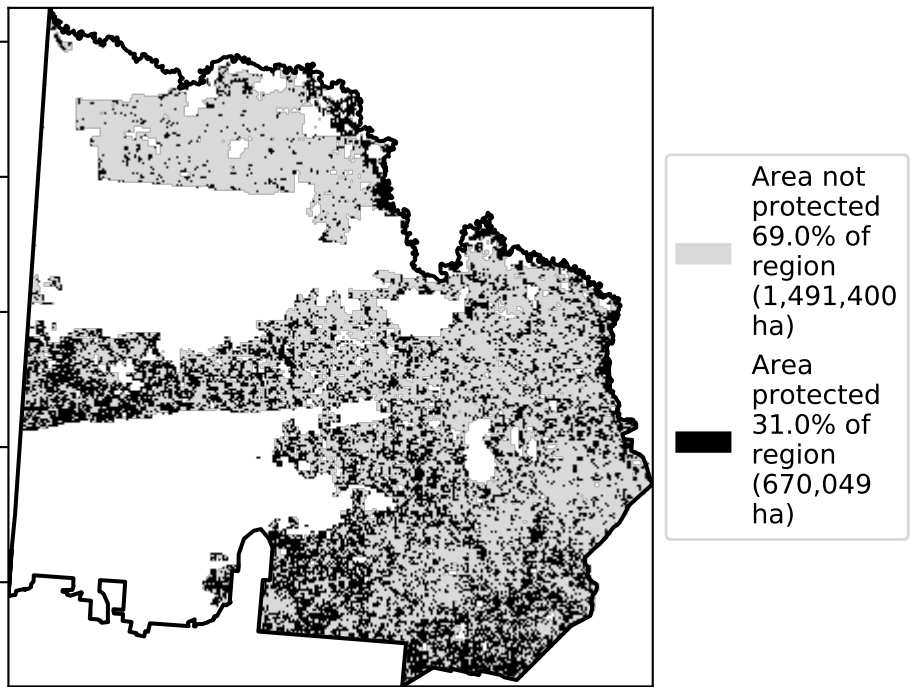 Area not
protected
69.0% of
region
(1,491,400
ha)
Area
protected
31.0% of
region
(670,049
ha)